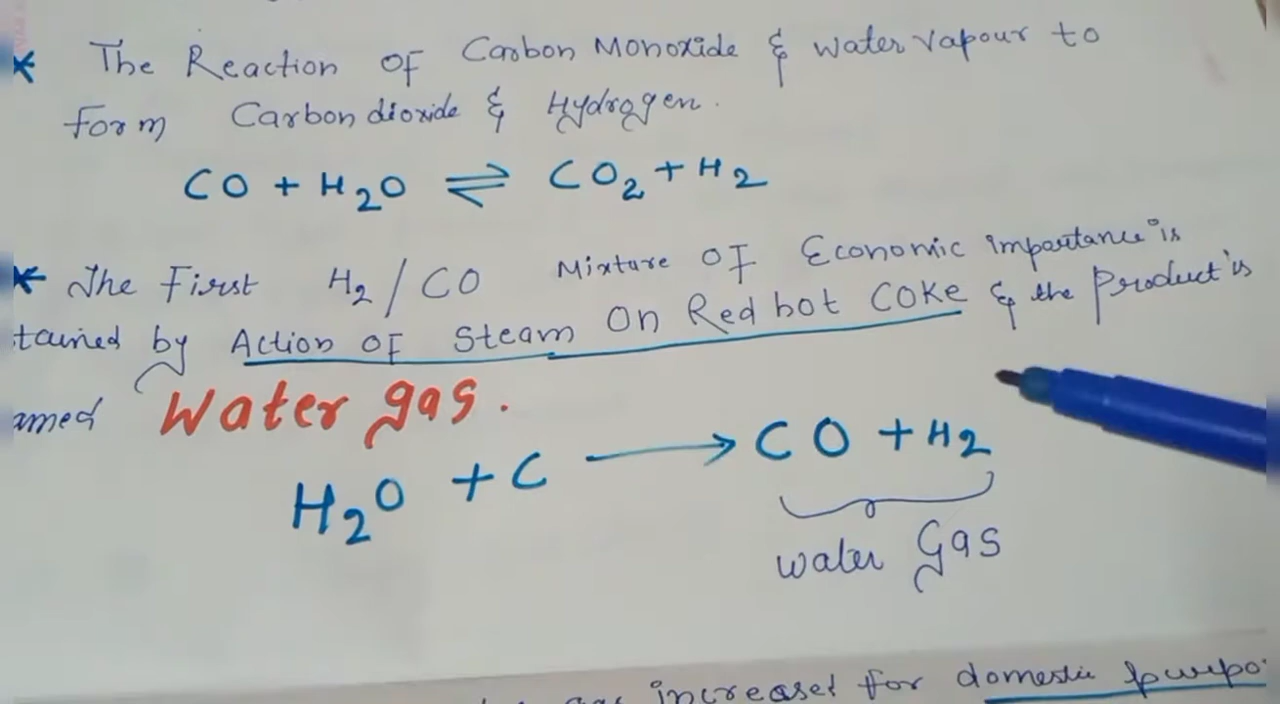 The Reaction OF Carbon Monoxide & water vapour to
form Carbon dioxide & Hydrogen.
CO + H2O ⇌ CO2 + H2
The First H2/CO Mixture OF Economic importance is
tained by Action OF Steam On Red hot COKe & the Product is
amed Water gas.
H2O + C → CO + H2
water Gas
increased for domestic purpo